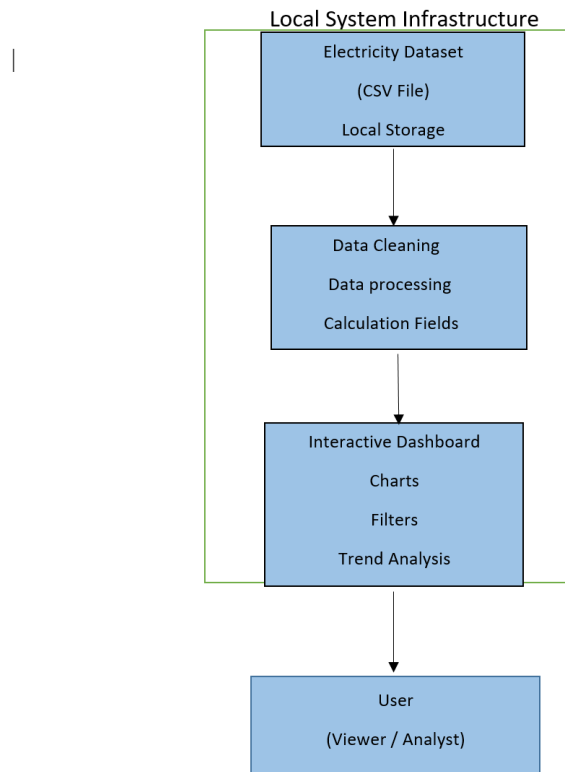 Local System Infrastructure
Electricity Dataset
(CSV File)
Local Storage
Data Cleaning
Data processing
Calculation Fields
Interactive Dashboard
Charts
Filters
Trend Analysis
User
(Viewer / Analyst)